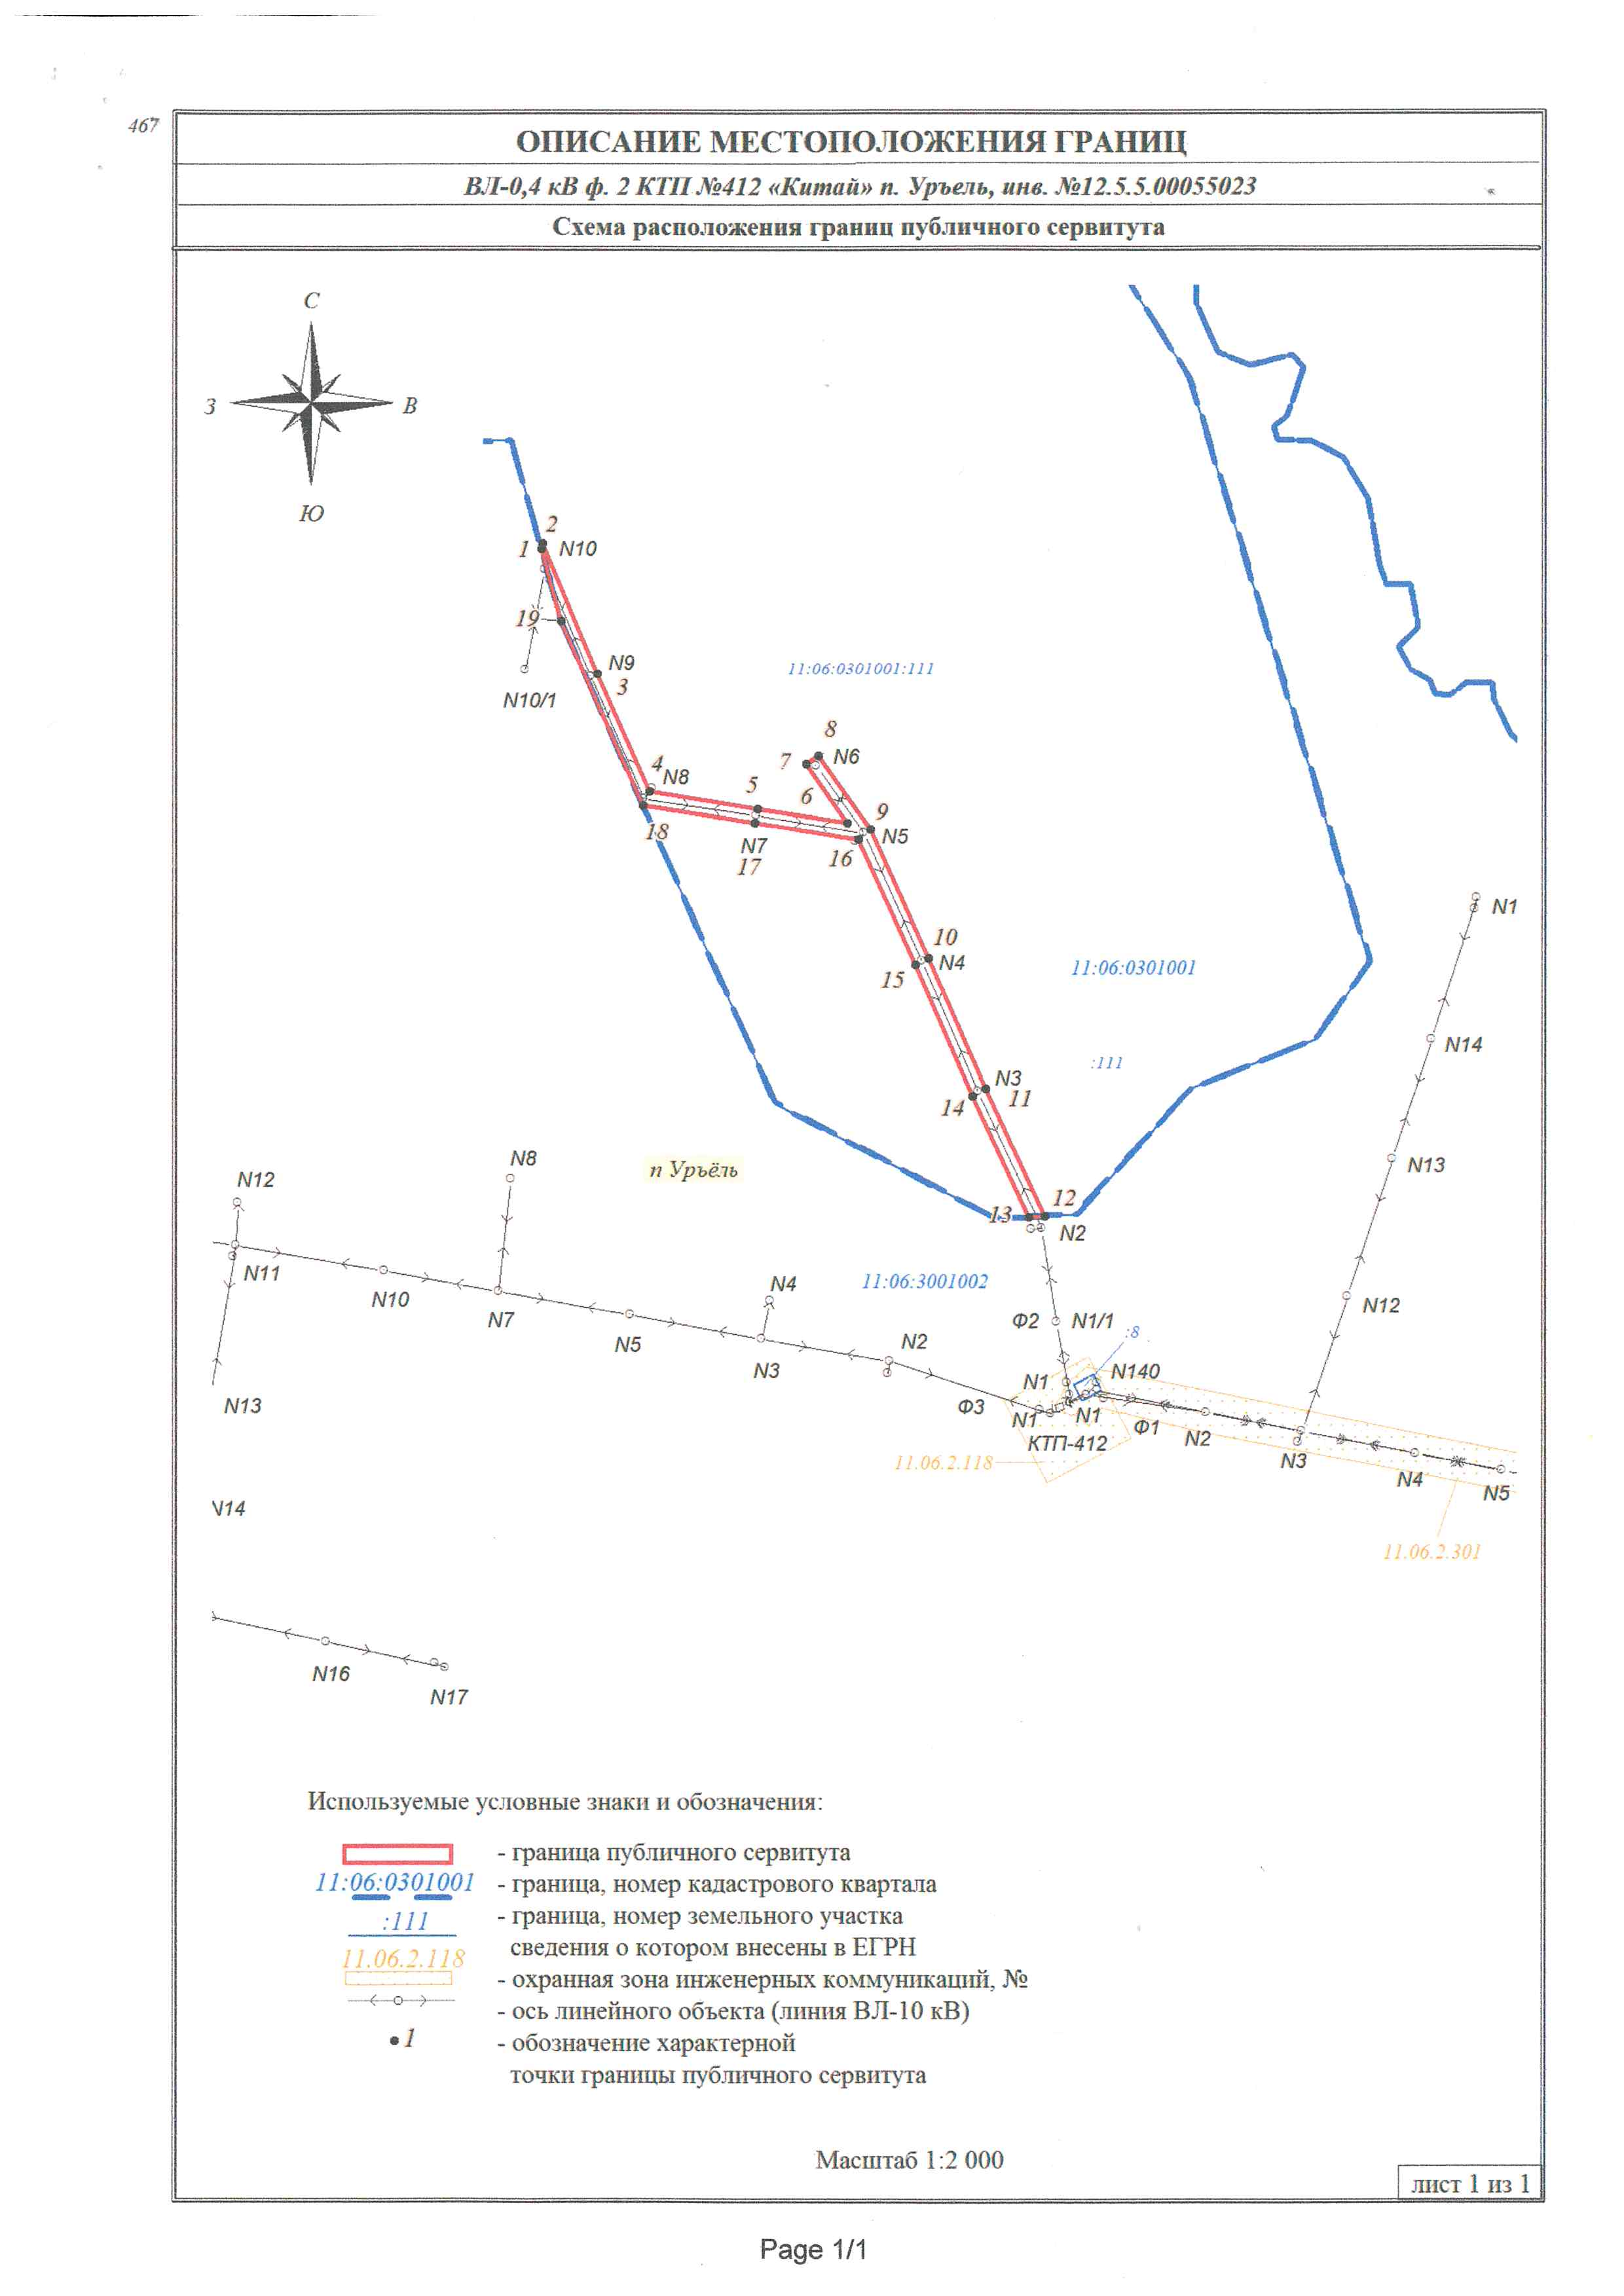 467
ОПИСАНИЕ МЕСТОПОЛОЖЕНИЯ ГРАНИЦ
ВЛ-0,4 кВ ф. 2 КТП №412 «Китай» п. Уръель, инв. №12.5.5.00055023
Схема расположения границ публичного сервитута
С
З
В
Ю
2
1
N10
19
N9
3
11:06:0301001:111
N10/1
8
7
N6
4
N8
5
6
9
N5
18
N7
16
17
10
N4
15
11:06:0301001
N1
N14
:111
N3
11
14
N13
п Уръёль
N8
N12
12
13
N2
N11
11:06:3001002
N4
N10
N12
N7
Ф2
N1/1
:8
N5
N2
N3
N1
N140
N13
Ф3
N1
N1
Ф1
N2
КТП-412
11.06.2.118
N3
N4
N5
N14
11.06.2.301
N16
N17
Используемые условные знаки и обозначения:
- граница публичного сервитута
11:06:0301001 - граница, номер кадастрового квартала
:111 - граница, номер земельного участка
сведения о котором внесены в ЕГРН
11.06.2.118
- охранная зона инженерных коммуникаций, №
- ось линейного объекта (линия ВЛ-10 кВ)
1 - обозначение характерной
точки границы публичного сервитута
Масштаб 1:2 000
лист 1 из 1
Page 1/1